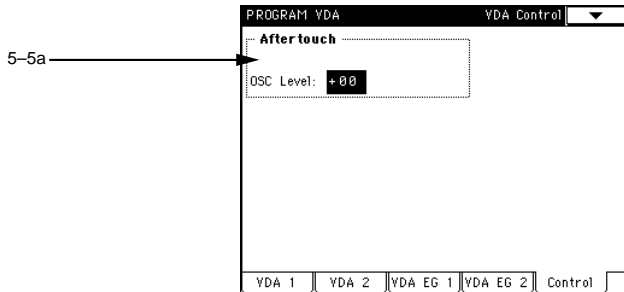 PROGRAM VDA VDA Control
Aftertouch
5–5a
OSC Level: +00
VDA 1 VDA 2 VDA EG 1 VDA EG 2 Control